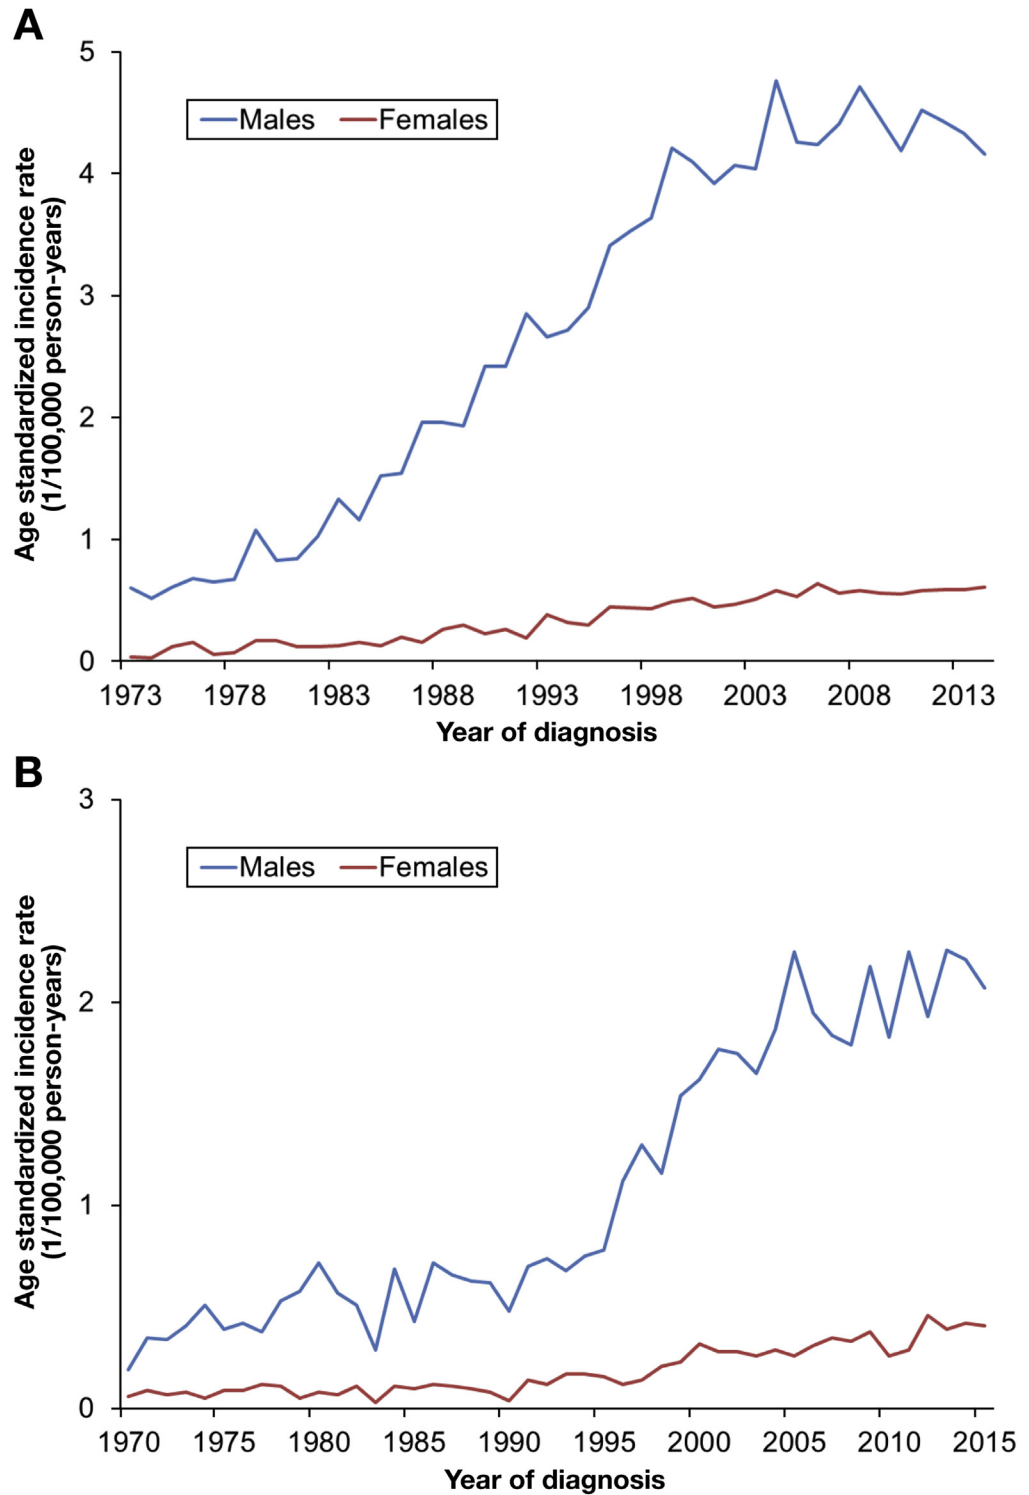 A
5
4
3
2
1
0
Males Females
Age standardized incidence rate
(1/100,000 person-years)
1973 1978 1983 1988 1993 1998 2003 2008 2013
Year of diagnosis
B
3
2
1
0
Males Females
Age standardized incidence rate
(1/100,000 person-years)
1970 1975 1980 1985 1990 1995 2000 2005 2010 2015
Year of diagnosis